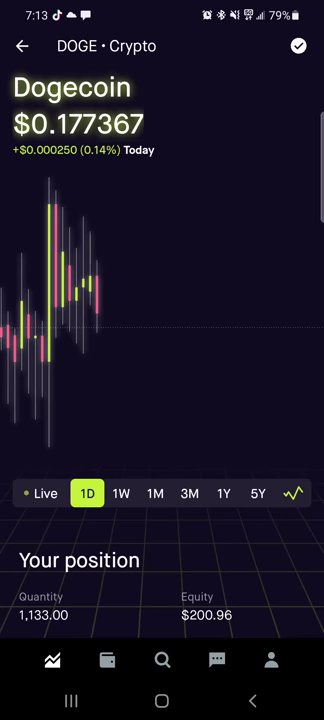 7:13
79%
DOGE • Crypto
Dogecoin
$0.177367
+$0.000250 (0.14%) Today
Live 1D 1W 1M 3M 1Y 5Y
Your position
Quantity Equity
1,133.00 $200.96